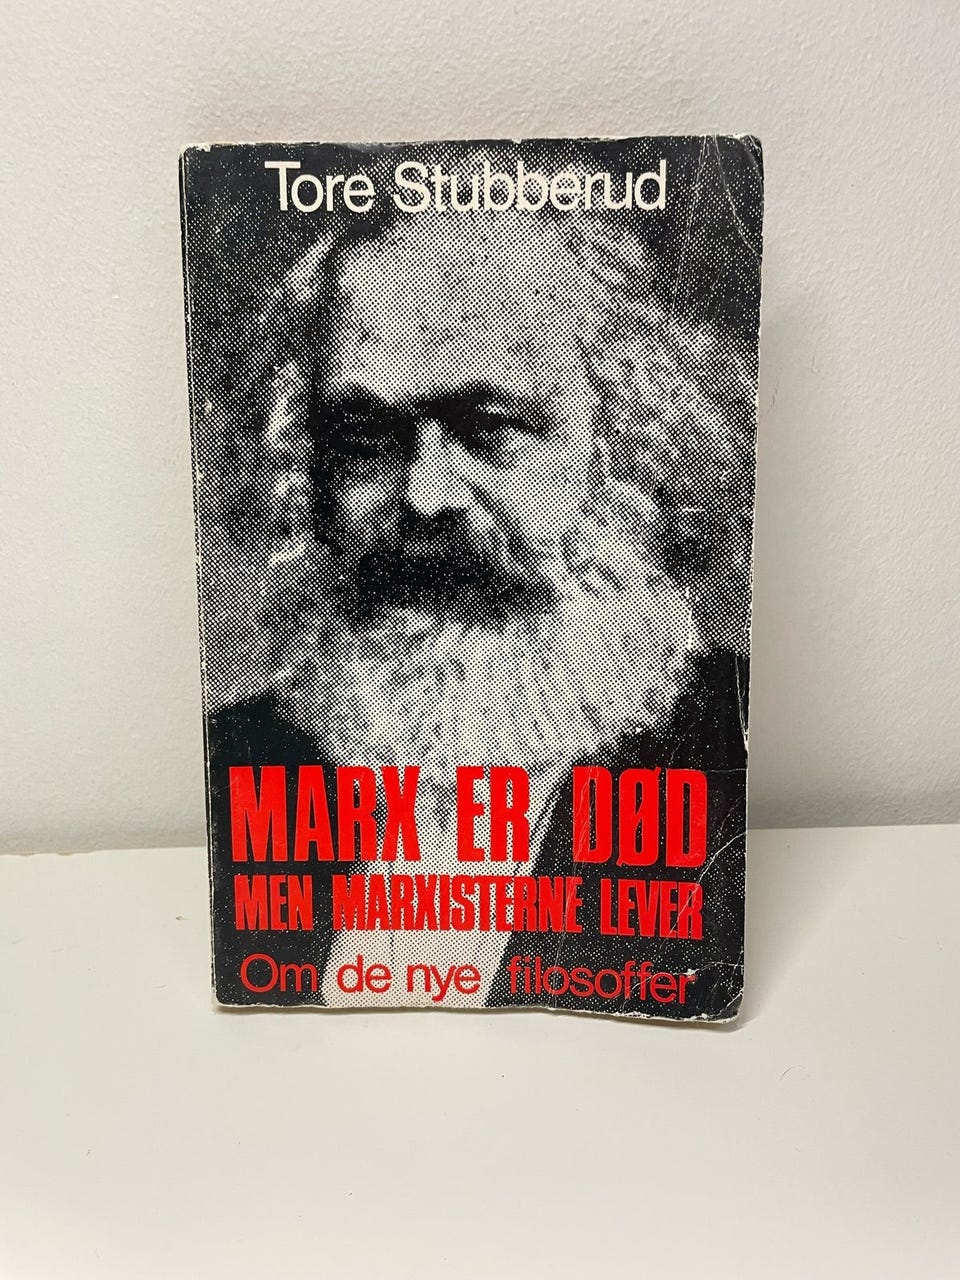 Tore Stubberud
MARX ER DØD
MEN MARXISTERNE LEVER
Om de nye filosoffer